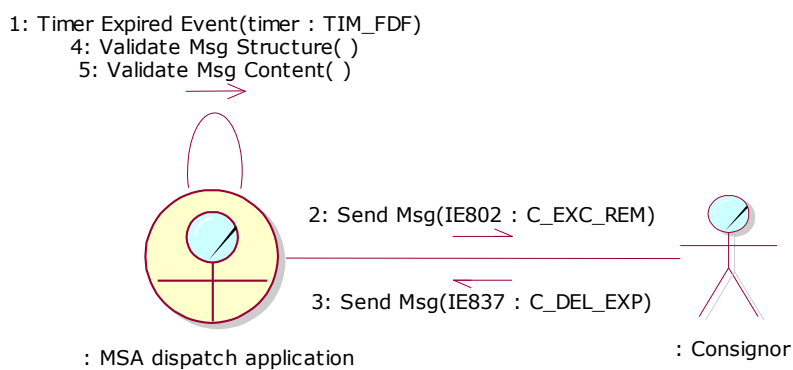 1: Timer Expired Event(timer : TIM_FDF)
4: Validate Msg Structure( )
5: Validate Msg Content( )
2: Send Msg(IE802 : C_EXC_REM)
3: Send Msg(IE837 : C_DEL_EXP)
: MSA dispatch application
: Consignor